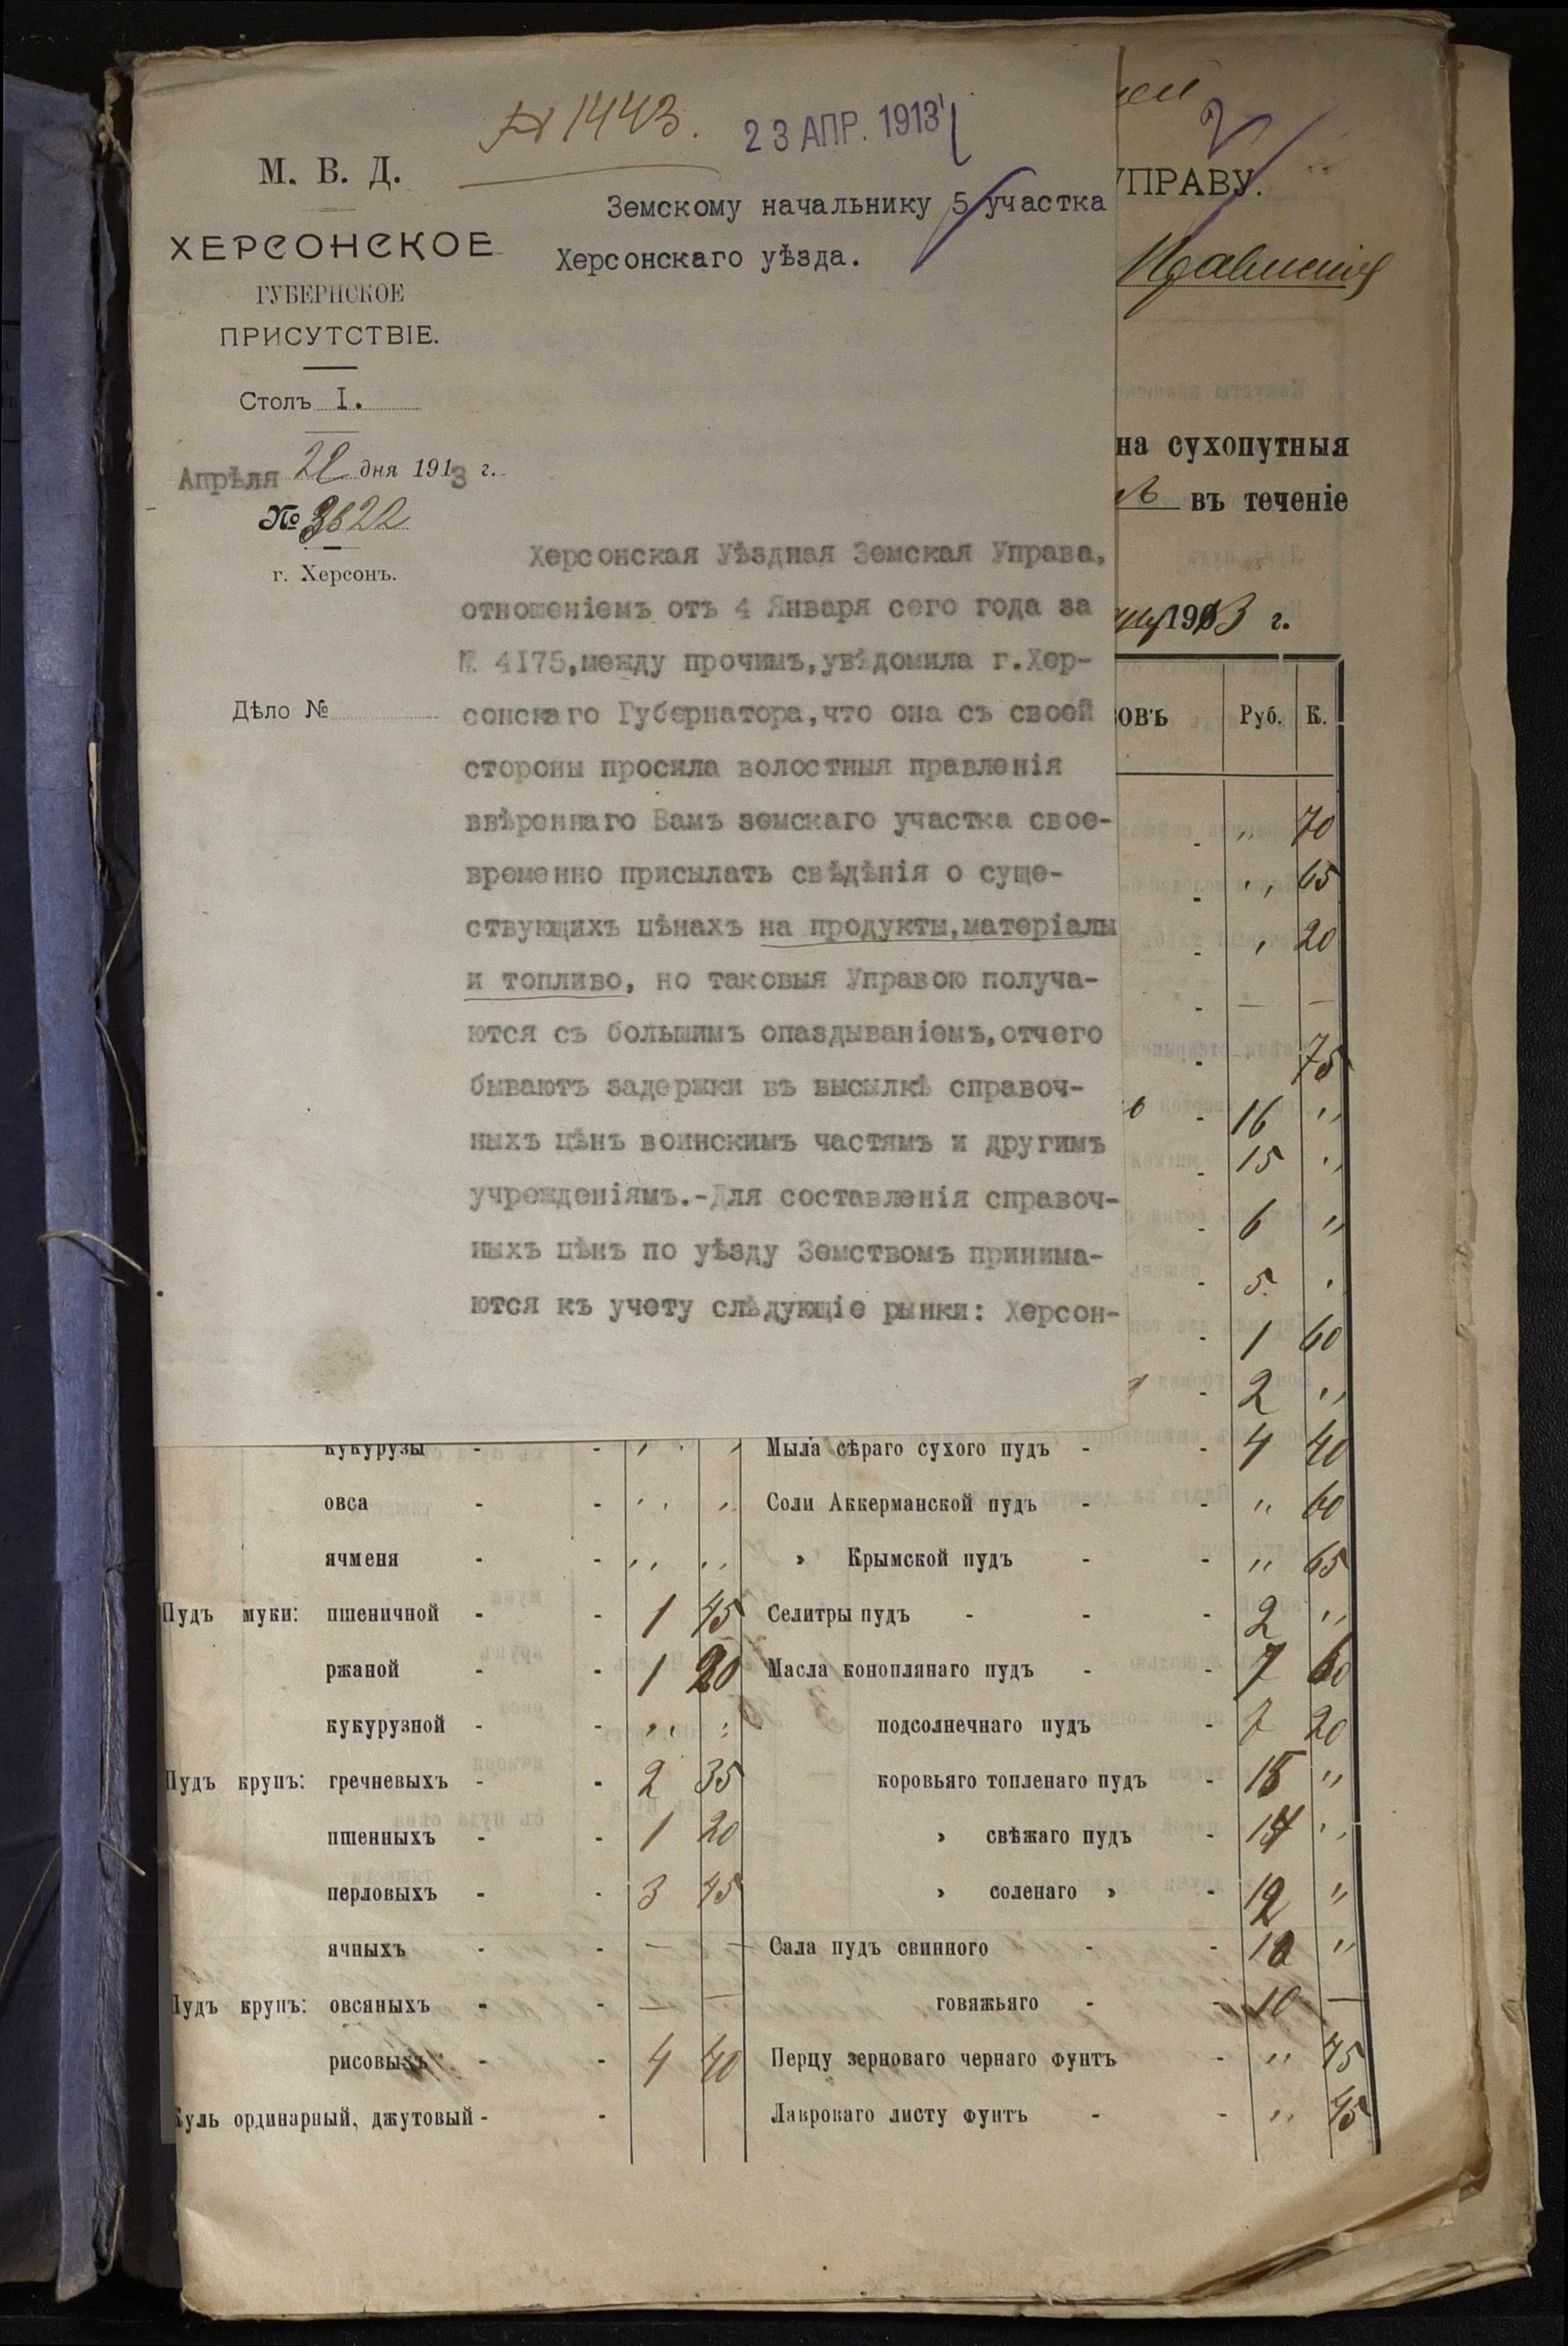 № 1443.
23 АПР. 1913
М. В. Д.
ХЕРСОНСКОЕ
ГУБЕРНСКОЕ
ПРИСУТСТВІЕ.
Столъ I.
Апрѣля 22 дня 1913 г.
№ 3622
г. Херсонъ.
Дѣло №
Земскому начальнику 5 участка
Херсонскаго уѣзда.
Херсонская Уѣздная Земская Управа,
отношеніемъ отъ 4 Января сего года за
№ 4175,между прочимъ,увѣдомила г.Хер-
сонскаго Губернатора,что она съ своей
стороны просила волостныя правленія
ввѣреннаго Вамъ земскаго участка свое-
временно присылать свѣдѣнія о суще-
ствующихъ цѣнахъ на продукты,матеріалы
и топливо, но таковыя Управою получа-
ются съ большимъ опаздываніемъ,отчего
бываютъ задержки въ высылкѣ справоч-
ныхъ цѣнъ воинскимъ частямъ и другимъ
учрежденіямъ.-Для составленія справоч-
ныхъ цѣнъ по уѣзду Земствомъ принима-
ются къ учету слѣдующіе рынки: Херсон-
УПРАВУ.
на сухопутныя
въ теченіе
1913 г.
овъ Руб. К.
- " 70
- " 65
- " 20
- — —
- 75
- 16 "
- 15 "
- 6 "
- 5 "
- 1 60
- 2 "
кукурузы - - " "
овса - - " "
ячменя - - " "
Пудъ муки: пшеничной - - 1 45
ржаной - - 1 20
кукурузной - - " "
Пудъ крупъ: гречневыхъ - - 2 35
пшенныхъ - - 1 20
перловыхъ - - 3 45
ячныхъ - - — —
Пудъ крупъ: овсяныхъ - - — —
рисовыхъ - - 4 40
Куль ординарный, джутовый - -
Мыла сѣраго сухого пудъ - - 4 40
Соли Аккерманской пудъ - - " 60
» Крымской пудъ - - " 65
Селитры пудъ - - - 2 "
Масла коноплянаго пудъ - - 7 60
подсолнечнаго пудъ - 7 20
коровьяго топленаго пудъ - 18 "
» свѣжаго пудъ - 14 "
» соленаго » - 12 "
Сала пудъ свинного - - 10 "
говяжьяго - - 10 —
Перцу зерноваго чернаго фунтъ - " 45
Лавроваго листу фунтъ - - " 45